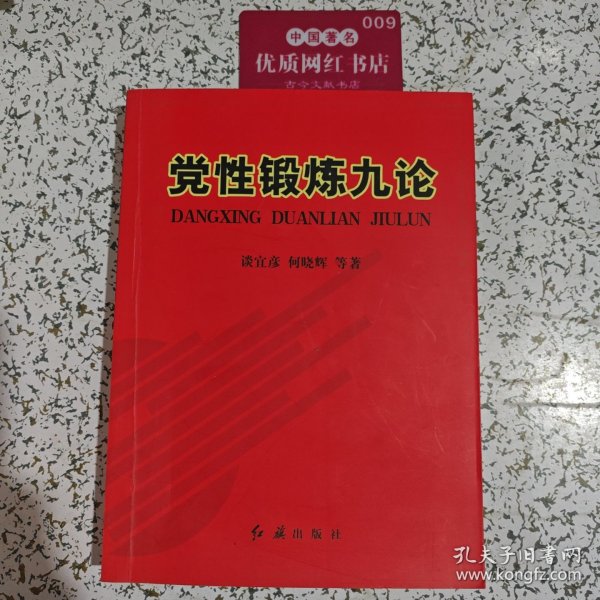 009
中国著名
优质网红书店
古今文献书店
党性锻炼九论
DANGXING DUANLIAN JIULUN
谈宜彦 何晓辉 等著
红旗出版社
孔夫子旧书网
www.kongfz.com